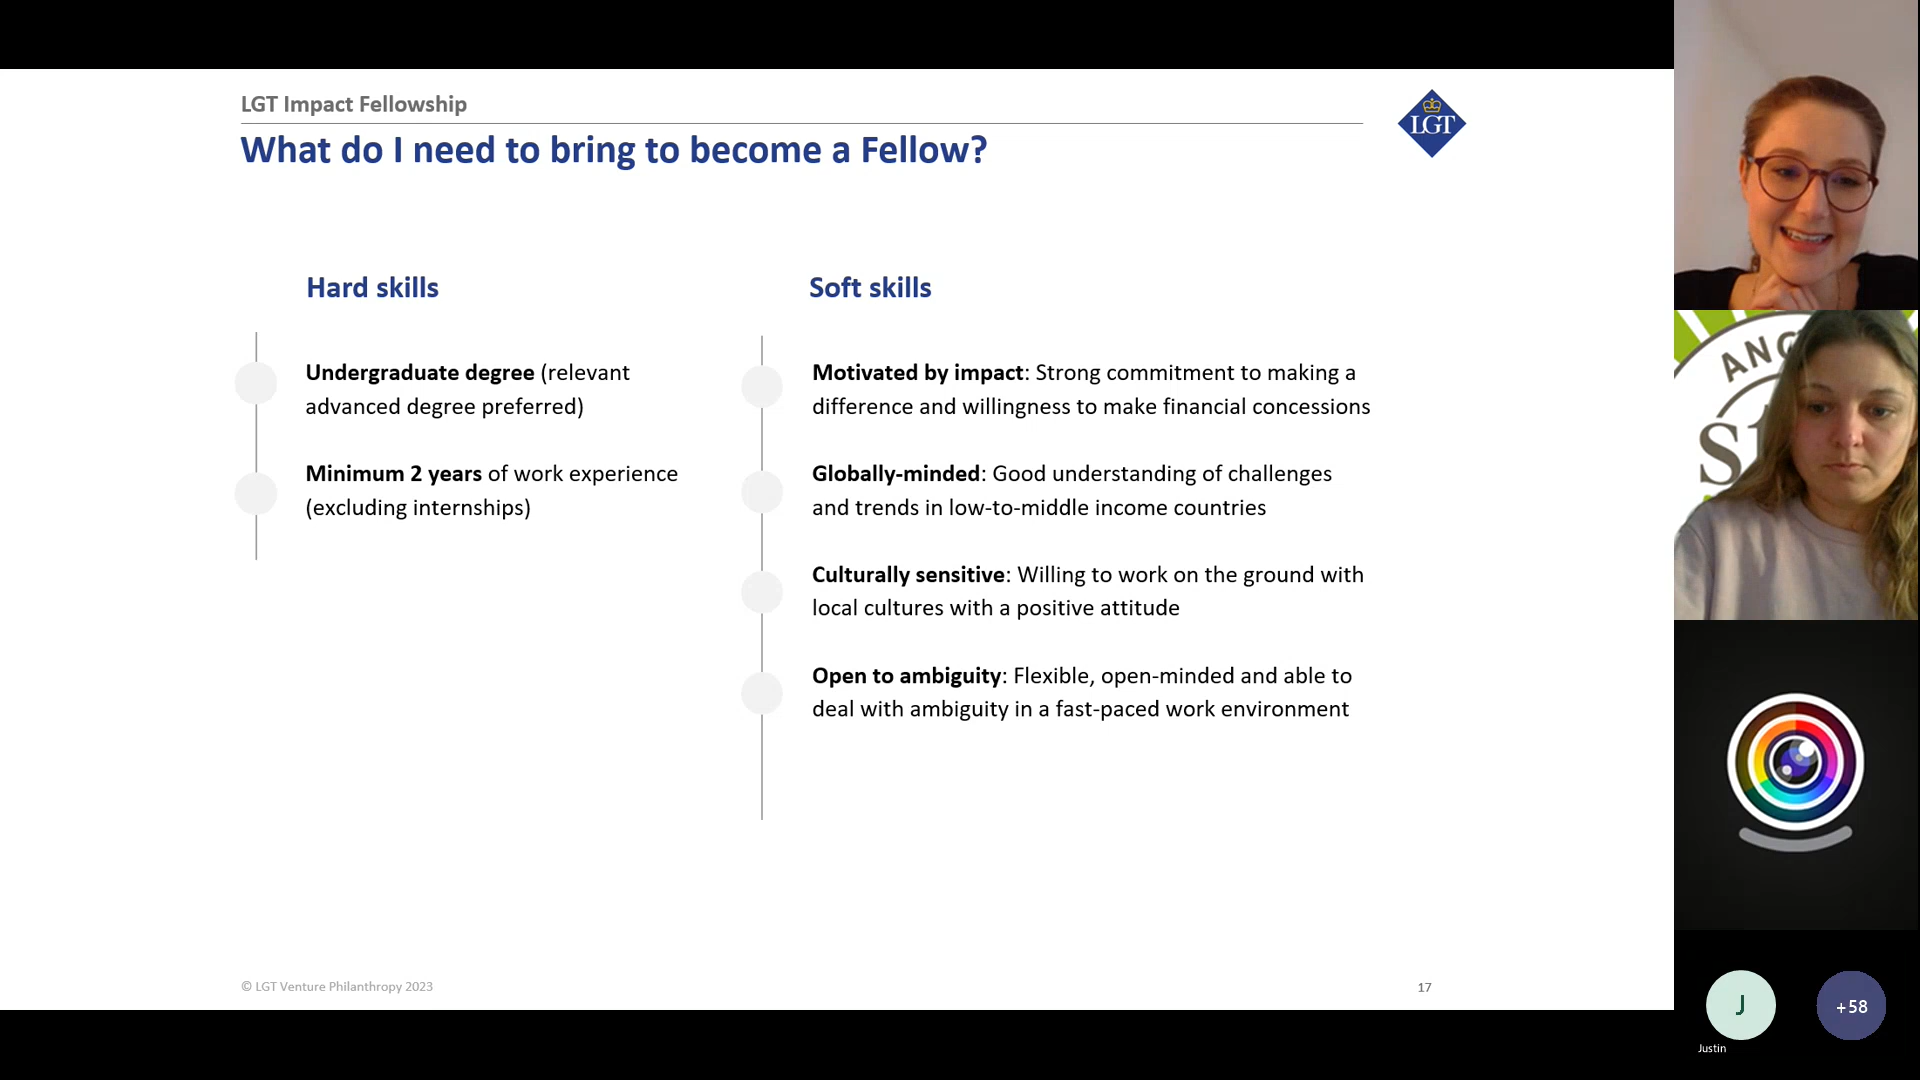 LGT Impact Fellowship
What do I need to bring to become a Fellow?
LGT
Hard skills
Undergraduate degree (relevant
advanced degree preferred)
Minimum 2 years of work experience
(excluding internships)
Soft skills
Motivated by impact: Strong commitment to making a
difference and willingness to make financial concessions
Globally-minded: Good understanding of challenges
and trends in low-to-middle income countries
Culturally sensitive: Willing to work on the ground with
local cultures with a positive attitude
Open to ambiguity: Flexible, open-minded and able to
deal with ambiguity in a fast-paced work environment
© LGT Venture Philanthropy 2023
17
J
Justin
+58